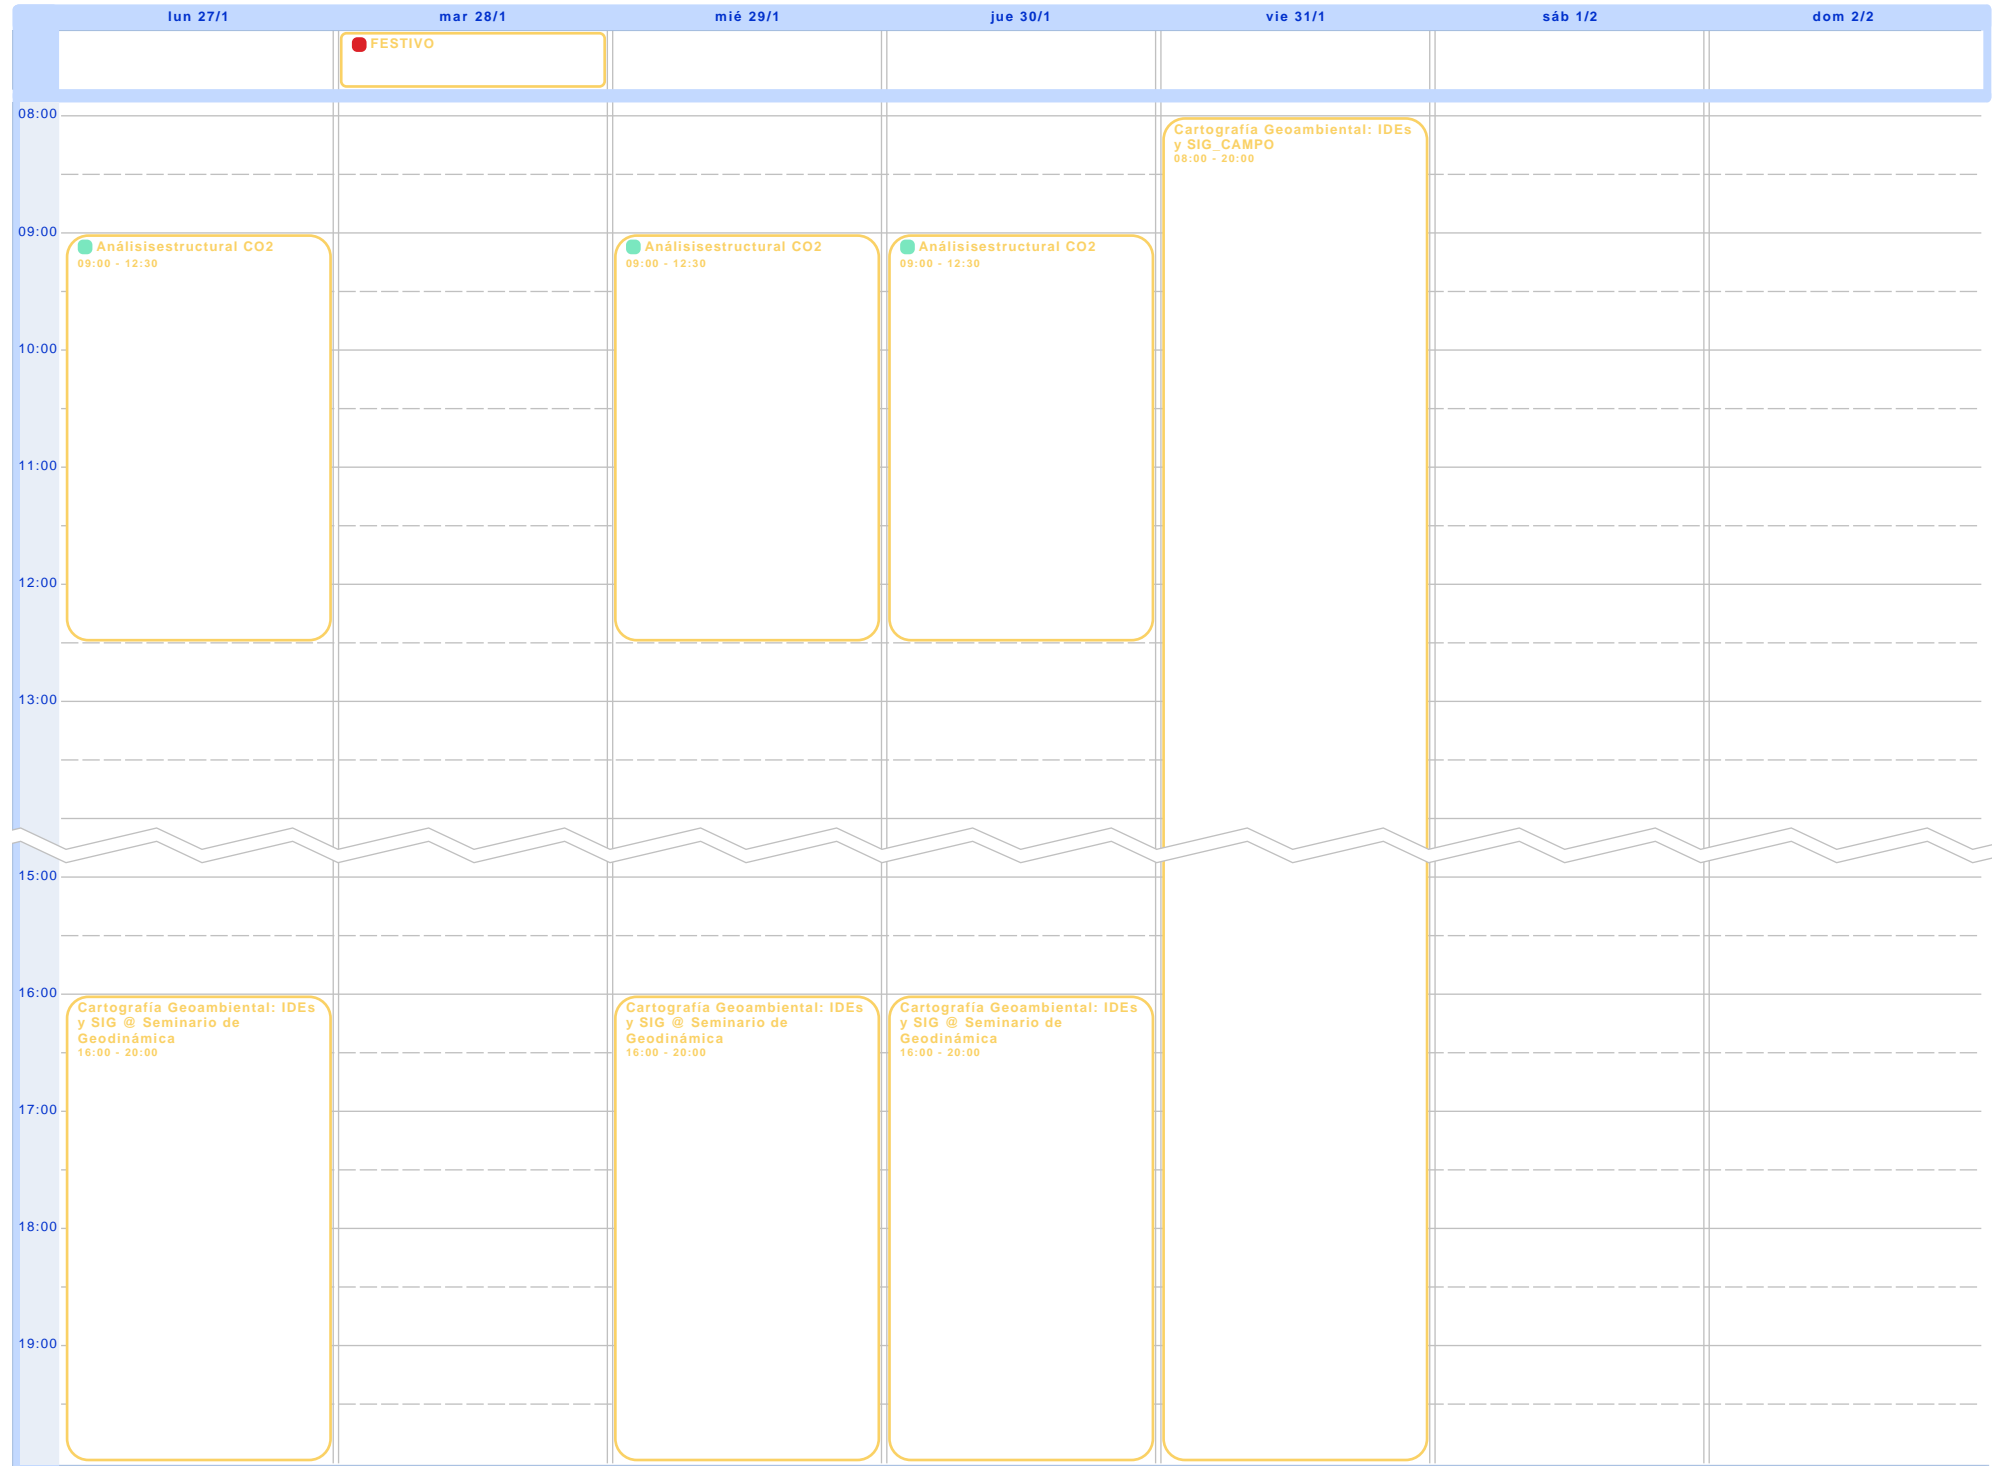 lun 27/1
mar 28/1
mié 29/1
jue 30/1
vie 31/1
sáb 1/2
dom 2/2
FESTIVO
08:00
Cartografía Geoambiental: IDEs
y SIG_CAMPO
08:00 - 20:00
09:00
Análisisestructural CO2
09:00 - 12:30
Análisisestructural CO2
09:00 - 12:30
Análisisestructural CO2
09:00 - 12:30
10:00
11:00
12:00
13:00
15:00
16:00
Cartografía Geoambiental: IDEs
y SIG @ Seminario de
Geodinámica
16:00 - 20:00
Cartografía Geoambiental: IDEs
y SIG @ Seminario de
Geodinámica
16:00 - 20:00
Cartografía Geoambiental: IDEs
y SIG @ Seminario de
Geodinámica
16:00 - 20:00
17:00
18:00
19:00